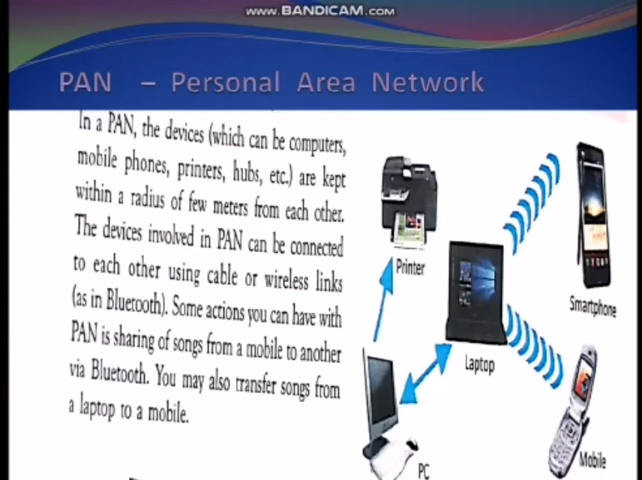 www.BANDICAM.com
PAN – Personal Area Network
In a PAN, the devices (which can be computers,
mobile phones, printers, hubs, etc.) are kept
within a radius of few meters from each other.
The devices involved in PAN can be connected
to each other using cable or wireless links
(as in Bluetooth). Some actions you can have with
PAN is sharing of songs from a mobile to another
via Bluetooth. You may also transfer songs from
a laptop to a mobile.
Printer
Smartphone
Laptop
Mobile
PC